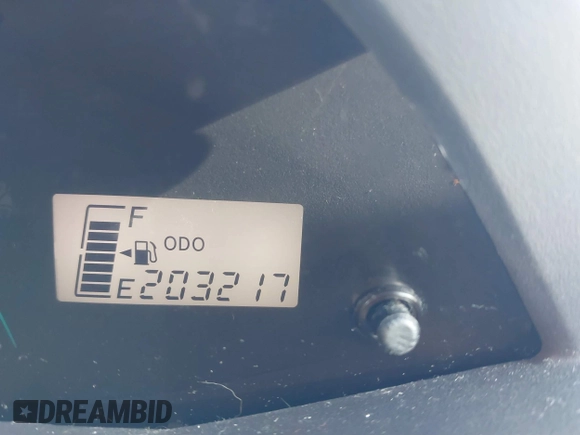 F
ODO
E 203217
DREAMBID